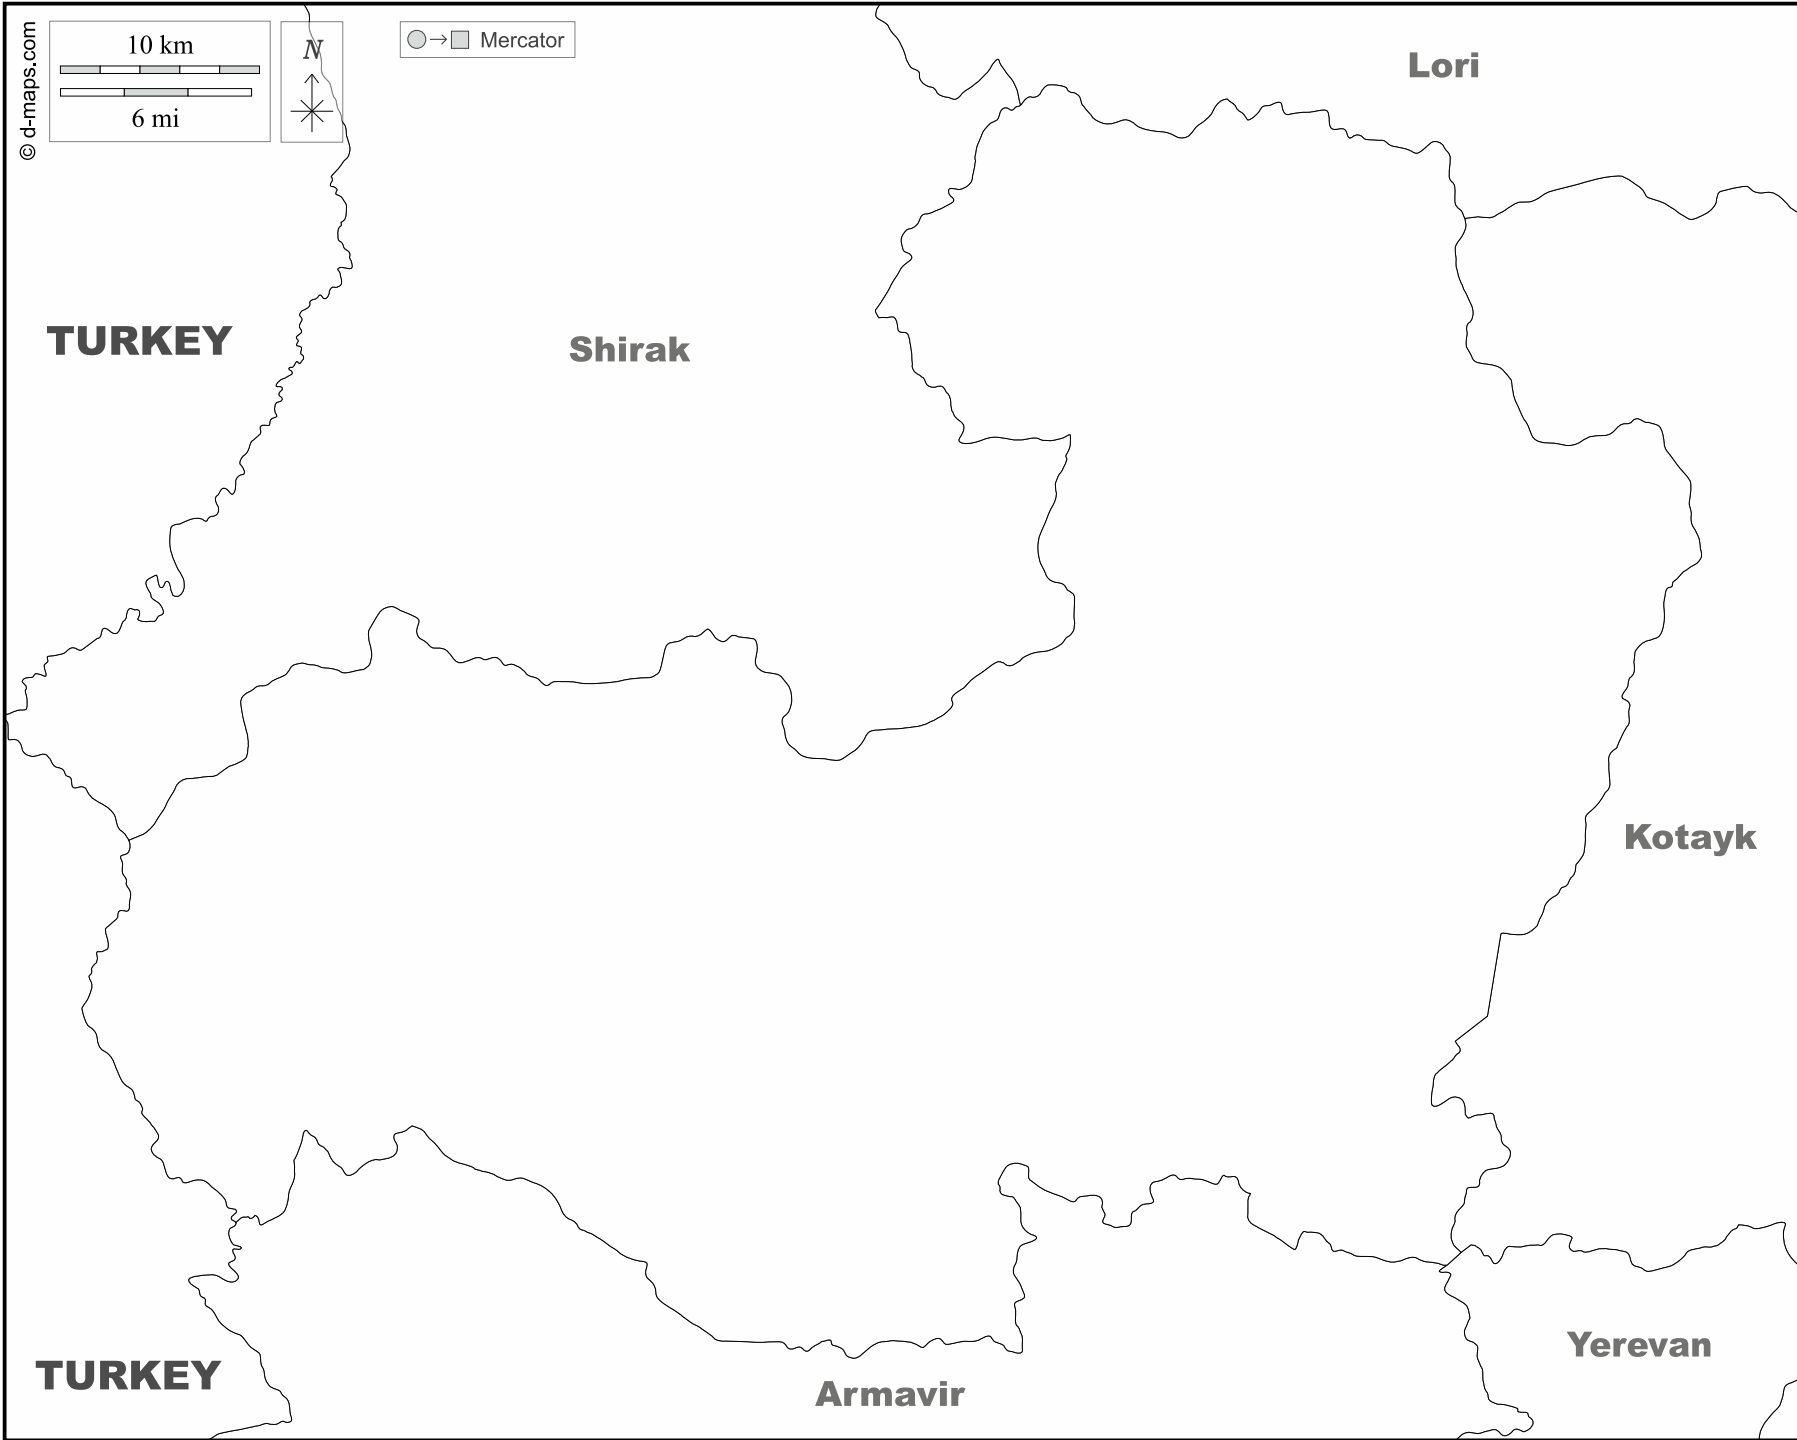 © d-maps.com
10 km
6 mi
N
Mercator
Lori
TURKEY
Shirak
Kotayk
Yerevan
TURKEY
Armavir